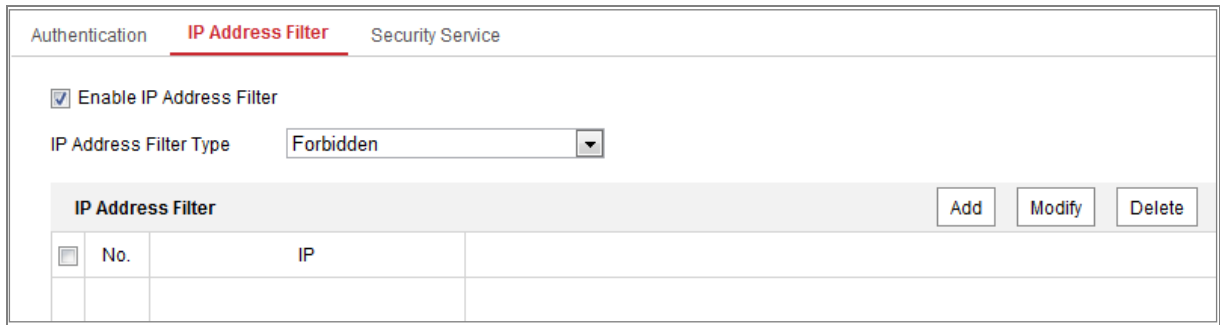 Authentication IP Address Filter Security Service
Enable IP Address Filter
IP Address Filter Type Forbidden
IP Address Filter Add Modify Delete
No. IP